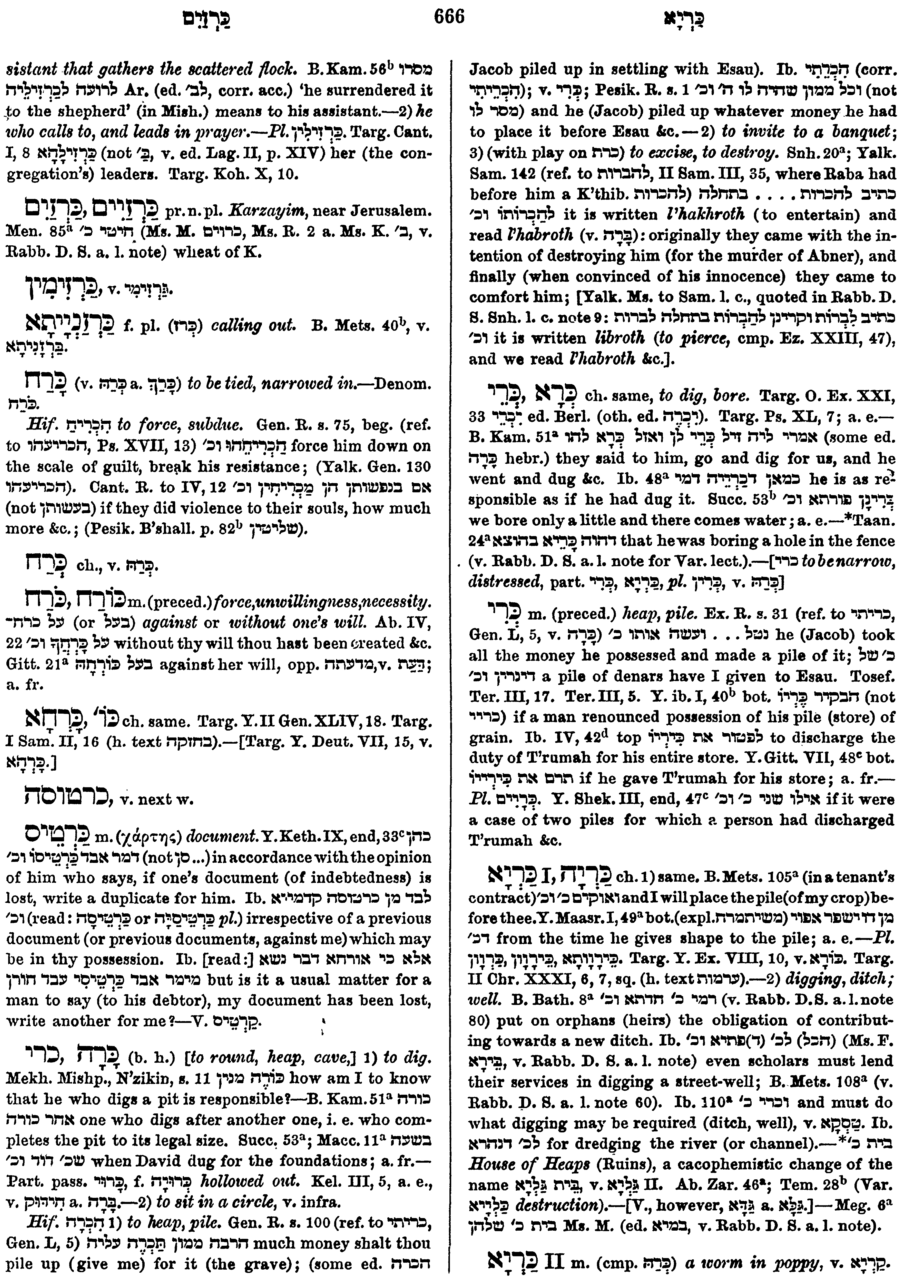 כַּרְזַיִם 666 כַּרְיָא
sistant that gathers the scattered flock. B. Kam. 56ᵇ מסרו
לרועה לכַּרְזִילֵיה Ar. (ed. לב׳, corr. acc.) ‘he surrendered it
to the shepherd’ (in Mish.) means to his assistant.—2) he
who calls to, and leads in prayer.—Pl. כַּרְזִילִין. Targ. Cant.
I, 8 כַּרְזִילָהָא (not בַּ׳, v. ed. Lag. II, p. XIV) her (the con-
gregation’s) leaders. Targ. Koh. X, 10.
כַּרְזַיִים, כַּרְזַיִם pr. n. pl. Karzayim, near Jerusalem.
Men. 85ᵃ חיטי כ׳ (Ms. M. כרוים, Ms. R. 2 a. Ms. K. ב׳, v.
Rabb. D. S. a. l. note) wheat of K.
כַּרְזִימִין, v. גַּרְזִימִי.
כַּרְזַנְיָיתָא f. pl. (כרז) calling out. B. Mets. 40ᵇ, v.
בַּרְזַנְיָתָא.
כָּרַח (v. כָּרָה a. כָּרַךְ) to be tied, narrowed in.—Denom.
כֹּרַח.
Hif. הִכְרִיחַ to force, subdue. Gen. R. s. 75, beg. (ref.
to הכריעהו, Ps. XVII, 13) הַכְרִיחֵהוּ וכ׳ force him down on
the scale of guilt, break his resistance; (Yalk. Gen. 130
הכריעהו). Cant. R. to IV, 12 אם בנפשותן הן מַכְרִיחִין וכ׳
(not בעשותן) if they did violence to their souls, how much
more &c.; (Pesik. B’shall. p. 82ᵇ שליטין).
כְּרַח ch., v. כְּרָה.
כֹּרַח, כּוֹרַח m. (preced.) force, unwillingness, necessity.
על כרח־ (or בעל) against or without one’s will. Ab. IV,
22 על כָּרְחָךְ וכ׳ without thy will thou hast been created &c.
Gitt. 21ᵃ בעל כּוֹרְחָהּ against her will, opp. מדעתה, v. דַּעַת;
a. fr.
כָּרְחָא, כּוֹ׳ ch. same. Targ. Y. II Gen. XLIV, 18. Targ.
I Sam. II, 16 (h. text בחזקה).—[Targ. Y. Deut. VII, 15, v.
כַּרְחָא.]
כרטוסה, v. next w.
כַּרְטִיס m. (χάρτης) document. Y. Keth. IX, end, 33ᶜ כהן
דמר אבד כַּרְטִיסוֹ וכ׳ (not סן...) in accordance with the opinion
of him who says, if one’s document (of indebtedness) is
lost, write a duplicate for him. Ib. לבד מן כרטוסה קדמייא
וכ׳ (read: כַּרְטִיסָה or כַּרְטִיסַיָּה pl.) irrespective of a previous
document (or previous documents, against me) which may
be in thy possession. Ib. [read:] אלא כי אורחא דבר נשא
מימר אבד כַּרְטִיסִי עבד חורן but is it a usual matter for a
man to say (to his debtor), my document has been lost,
write another for me?—V. קַרְטִיס.
כָּרָה, כרי (b. h.) [to round, heap, cave,] 1) to dig.
Mekh. Mishp., N’zikin, s. 11 כּוֹרֶה מנין how am I to know
that he who digs a pit is responsible?—B. Kam. 51ᵃ כורה
אחר כורה one who digs after another one, i. e. who com-
pletes the pit to its legal size. Succ. 53ᵃ; Macc. 11ᵃ בשעה
שכ׳ דוד וכ׳ when David dug for the foundations; a. fr.—
Part. pass. כָּרוּי, f. כְּרוּיָה hollowed out. Kel. III, 5, a. e.,
v. חִידּוּק a. בָּרָה.—2) to sit in a circle, v. infra.
Hif. הִכְרָה 1) to heap, pile. Gen. R. s. 100 (ref. to כריתי,
Gen. L, 5) הרבה ממון תַּכְרֶה עליה much money shalt thou
pile up (give me) for it (the grave); (some ed. הכרה
Jacob piled up in settling with Esau). Ib. הִכְרֵתִי (corr.
הִכְרֵיתִי); v. כְּרִי; Pesik. R. s. 1 וכל ממון שהיה לו ה׳ וכ׳ (not
מסר לו) and he (Jacob) piled up whatever money he had
to place it before Esau &c.—2) to invite to a banquet;
3) (with play on כרת) to excise, to destroy. Snh. 20ᵃ; Yalk.
Sam. 142 (ref. to להברות, II Sam. III, 35, where Raba had
before him a K’thib. להכרות) כתיב להכרות .... בתחלה
לְהַכְרוֹתוֹ וכ׳ it is written l’hakhroth (to entertain) and
read l’habroth (v. בָּרָה): originally they came with the in-
tention of destroying him (for the murder of Abner), and
finally (when convinced of his innocence) they came to
comfort him; [Yalk. Ms. to Sam. l. c., quoted in Rabb. D.
S. Snh. l. c. note 9: כתיב לִבְרוֹת וקרינן לְהַבְרוֹת בתחלה לברות
וכ׳ it is written libroth (to pierce, cmp. Ez. XXIII, 47),
and we read l’habroth &c.].
כְּרָא, כְּרֵי ch. same, to dig, bore. Targ. O. Ex. XXI,
33 יִכְרֵי ed. Berl. (oth. ed. יִכְרֶה). Targ. Ps. XL, 7; a. e.—
B. Kam. 51ᵃ אמרי ליה זיל כְּרֵי לן ואזל כְּרָא להו (some ed.
כָּרָה hebr.) they said to him, go and dig for us, and he
went and dug &c. Ib. 48ᵃ כמאן דכַרְיֵיהּ דמי he is as re-
sponsible as if he had dug it. Succ. 53ᵇ כָּרֵינָן פורתא וכ׳
we bore only a little and there comes water; a. e.—*Taan.
24ᵃ דהוה כָּרֵיא בהוצא that he was boring a hole in the fence
(v. Rabb. D. S. a. l. note for Var. lect.).—[כרי to be narrow,
distressed, part. כָּרֵי, כַּרְיָא, כְּרִי, pl. כְּרֵין, v. כְּרָה]
כְּרִי m. (preced.) heap, pile. Ex. R. s. 31 (ref. to כריתי,
Gen. L, 5, v. כָּרָה) נטל ... ועשה אותו כ׳ he (Jacob) took
all the money he possessed and made a pile of it; כ׳ של
דינרין וכ׳ a pile of denars have I given to Esau. Tosef.
Ter. III, 17. Ter. III, 5. Y. ib. I, 40ᵇ bot. הבקיר כֶּרְיוֹ (not
כרייו) if a man renounced possession of his pile (store) of
grain. Ib. IV, 42ᵈ top לפטור את כֵּירְיוֹ to discharge the
duty of T’rumah for his entire store. Y. Gitt. VII, 48ᶜ bot.
תרם את כֵּירְיוֹ if he gave T’rumah for his store; a. fr.—
Pl. כְּרָיִים. Y. Shek. III, end, 47ᶜ אילו שני כ׳ וכ׳ if it were
a case of two piles for which a person had discharged
T’rumah &c.
כַּרְיָא I, כַּרְיָה ch. 1) same. B. Mets. 105ᵃ (in a tenant’s
contract) ואוקים כ׳ וכ׳ and I will place the pile (of my crop) be-
fore thee. Y. Maasr. I, 49ᵃ bot. (expl. משיתמרח) מן דו ישפר אפוי
דכ׳ from the time he gives shape to the pile; a. e.—Pl.
כֵּירְוָותָא, כֵּירְוָון, כַּרְוָון. Targ. Y. Ex. VIII, 10, v. כּוֹרָא. Targ.
II Chr. XXXI, 6, 7, sq. (h. text ערמות).—2) digging, ditch;
well. B. Bath. 8ᵃ רמי כ׳ חדתא וכ׳ (v. Rabb. D. S. a. l. note
80) put on orphans (heirs) the obligation of contribut-
ing towards a new ditch. Ib. (הכל) לכ׳ (ד)פתיא וכ׳ (Ms. F.
בֵּירָא, v. Rabb. D. S. a. l. note) even scholars must lend
their services in digging a street-well; B. Mets. 108ᵃ (v.
Rabb. D. S. a. l. note 60). Ib. 110ᵃ וכרי כ׳ and must do
what digging may be required (ditch, well), v. טַסְקָא. Ib.
לכ׳ דנהרא for dredging the river (or channel).—*בית כ׳
House of Heaps (Ruins), a cacophemistic change of the
name בֵּית גַּלְיָא, v. גַּלְיָא II. Ab. Zar. 46ᵃ; Tem. 28ᵇ (Var.
כַּלְיָא destruction).—[V., however, גַּדָּא a. גַּלָּא.]—Meg. 6ᵃ
בית כ׳ שלהן Ms. M. (ed. במיא, v. Rabb. D. S. a. l. note).
כַּרְיָא II m. (cmp. כְּרָה) a worm in poppy, v. קַרְיָא.